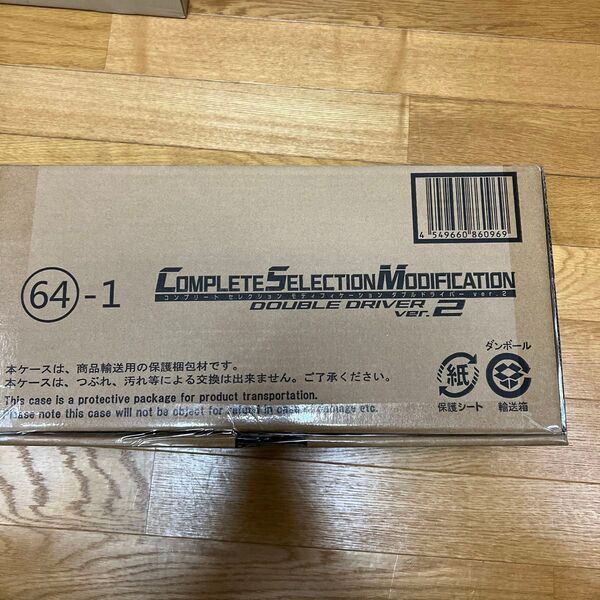 4 549660 860969
64-1
COMPLETE SELECTION MODIFICATION
コンプリート セレクション モディフィケーション ダブルドライバー ver.2
DOUBLE DRIVER
ver.2
本ケースは、商品輸送用の保護梱包材です。
本ケースは、つぶれ、汚れ等による交換は出来ません。ご了承ください。
This case is a protective package for product transportation.
Please note this case will not be object for refund in case damage etc.
ダンボール
紙
保護シート
輸送箱